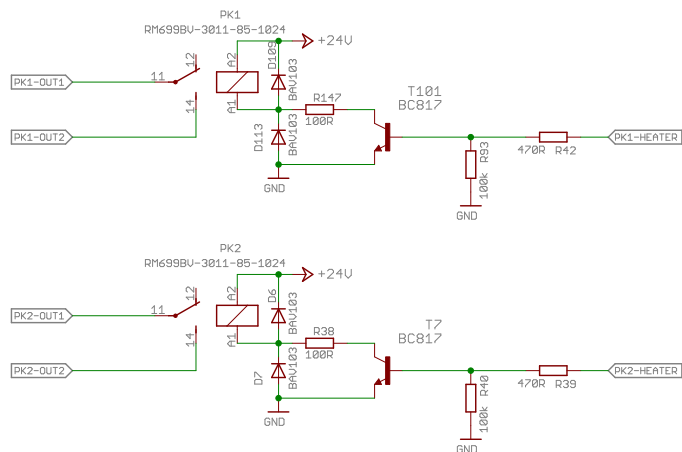 PK1
RM699BV-3011-85-1024
+24V
12
A2
D109
BAV103
PK1-OUT1
11
14
A1
R147
100R
T101
BC817
PK1-OUT2
D113
BAV103
470R
R42
PK1-HEATER
R93
100k
GND
GND
PK2
RM699BV-3011-85-1024
+24V
12
A2
D6
BAV103
PK2-OUT1
11
14
A1
R38
100R
T7
BC817
PK2-OUT2
D7
BAV103
470R
R39
PK2-HEATER
R40
100k
GND
GND